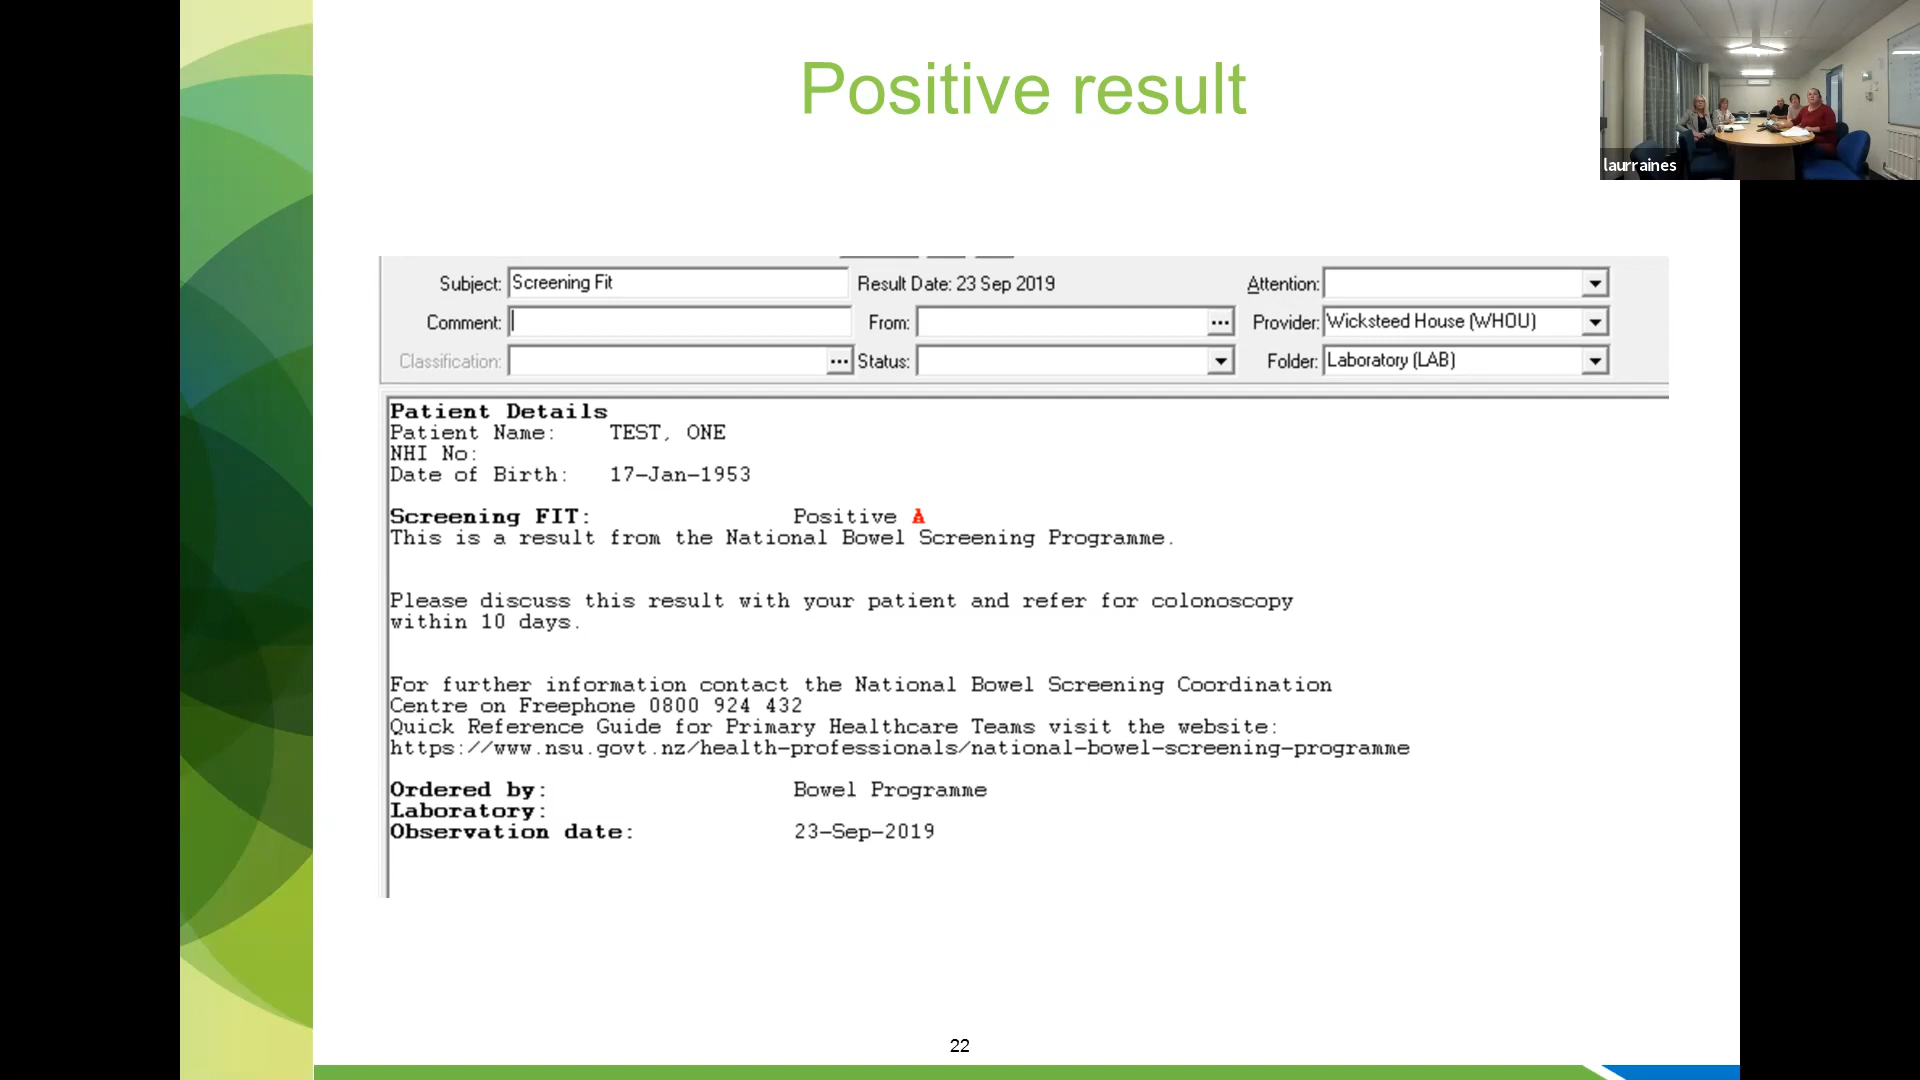 Positive result
laurraines
Subject: Screening Fit Result Date: 23 Sep 2019 Attention:
Comment: From: ... Provider: Wicksteed House (WHOU)
Classification: ... Status: Folder: Laboratory (LAB)
Patient Details
Patient Name: TEST, ONE
NHI No:
Date of Birth: 17-Jan-1953
Screening FIT: Positive A
This is a result from the National Bowel Screening Programme.
Please discuss this result with your patient and refer for colonoscopy
within 10 days.
For further information contact the National Bowel Screening Coordination
Centre on Freephone 0800 924 432
Quick Reference Guide for Primary Healthcare Teams visit the website:
https://www.nsu.govt.nz/health-professionals/national-bowel-screening-programme
Ordered by: Bowel Programme
Laboratory:
Observation date: 23-Sep-2019
22